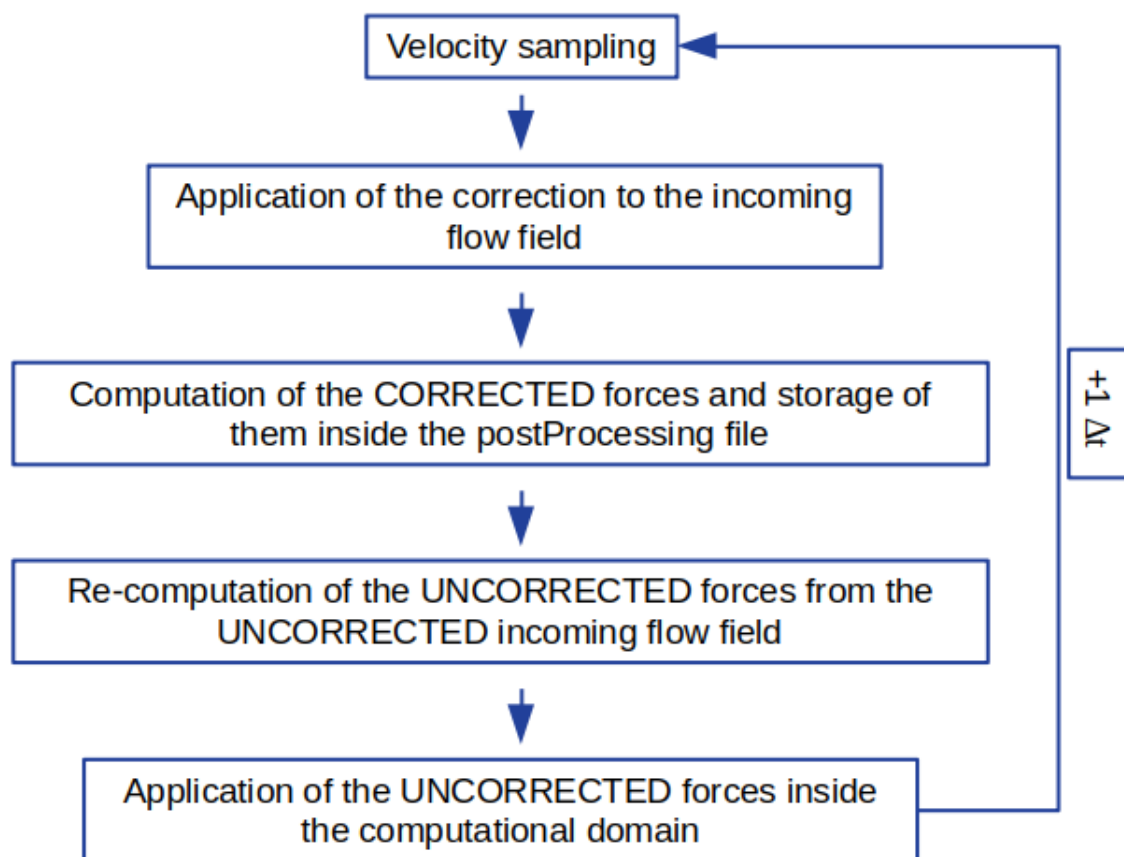 Velocity sampling
Application of the correction to the incoming
flow field
Computation of the CORRECTED forces and storage of
them inside the postProcessing file
+1 Δt
Re-computation of the UNCORRECTED forces from the
UNCORRECTED incoming flow field
Application of the UNCORRECTED forces inside
the computational domain